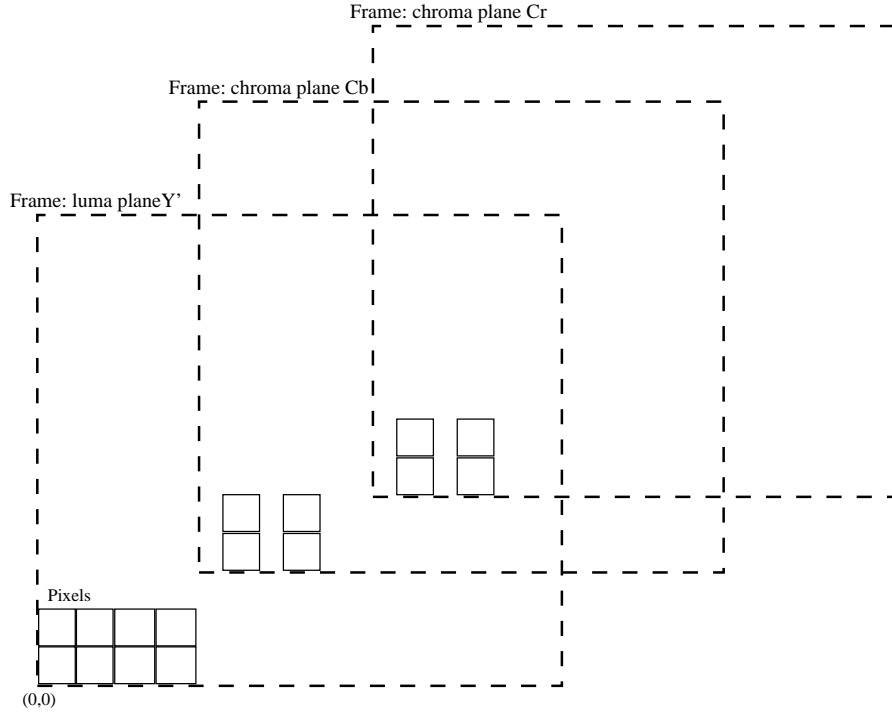 Frame: chroma plane Cr
Frame: chroma plane Cb
Frame: luma planeY’
Pixels
(0,0)